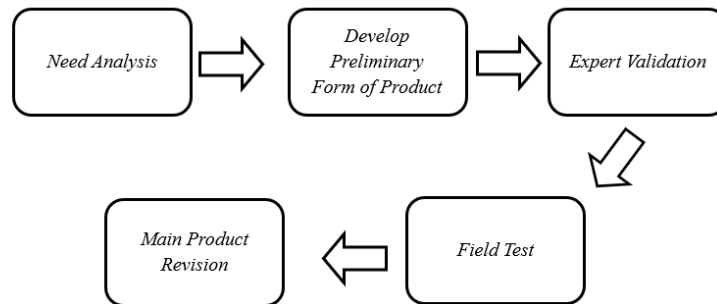 Need Analysis
Develop
Preliminary
Form of Product
Expert Validation
Field Test
Main Product
Revision